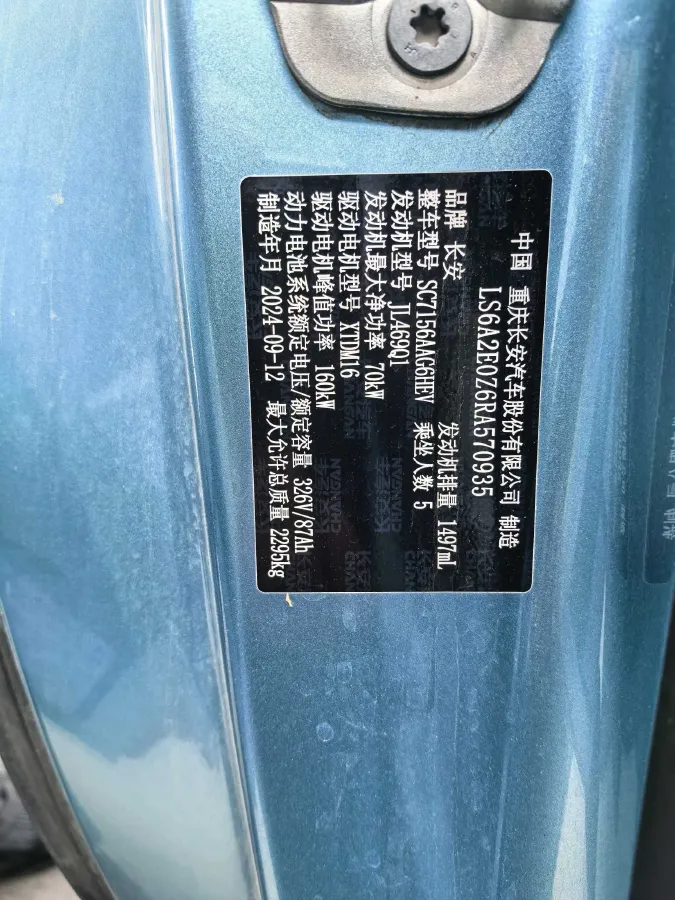 中国 重庆长安汽车股份有限公司 制造
LS6A2E0Z6RA570935
品牌 长安 发动机排量 1497mL
整车型号 SC7156AAG6HEV 乘坐人数 5
发动机型号 JL469Q1
发动机最大净功率 70kW
驱动电机型号 XTDM16
驱动电机峰值功率 160kW
动力电池系统额定电压/额定容量 326V/87Ah
制造年月 2024-09-12 最大允许总质量 2295kg